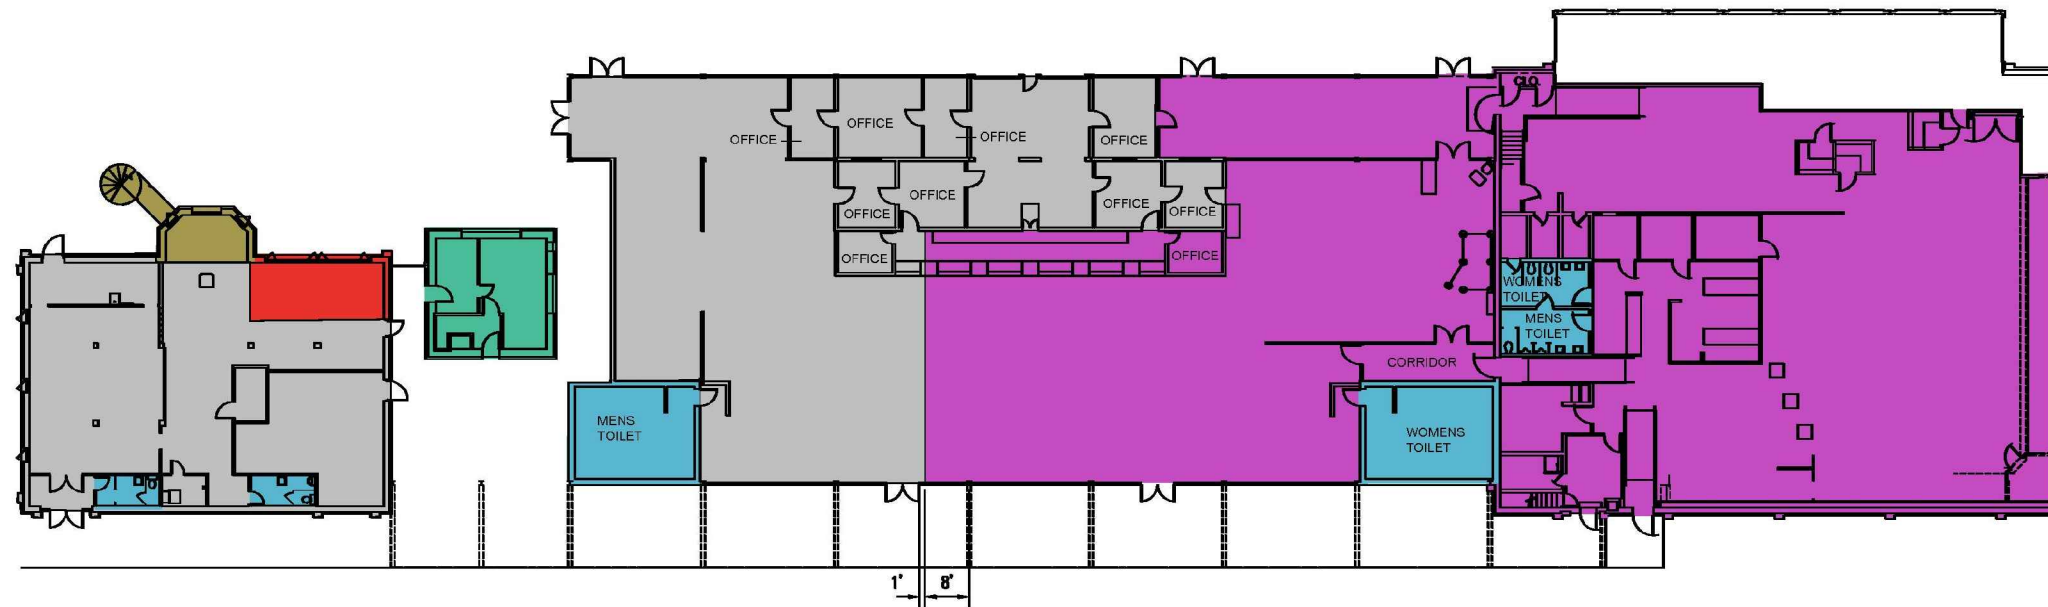 CLO
OFFICE
OFFICE
OFFICE
OFFICE
OFFICE
OFFICE
OFFICE
OFFICE
OFFICE
OFFICE
WOMENS
TOILET
MENS
TOILET
CORRIDOR
MENS
TOILET
WOMENS
TOILET
1'
8'